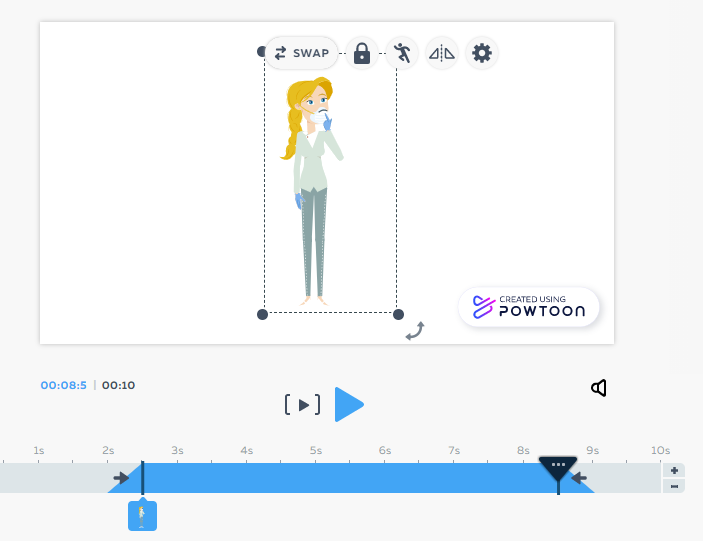 SWAP
CREATED USING
POWTOON
00:08:5 | 00:10
1s 2s 3s 4s 5s 6s 7s 8s 9s 10s